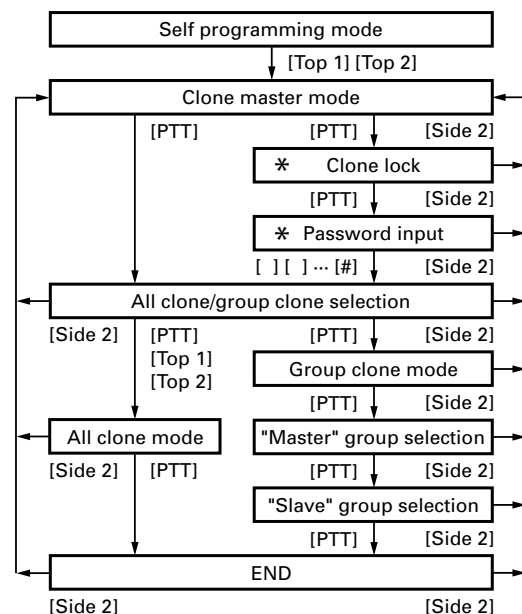 Self programming mode
[Top 1] [Top 2]
Clone master mode
[PTT] [PTT] [Side 2]
* Clone lock
[PTT] [Side 2]
* Password input
[ ] [ ] ··· [#] [Side 2]
All clone/group clone selection
[Side 2] [PTT] [PTT] [Side 2]
[Top 1]
[Top 2]
Group clone mode
[PTT] [Side 2]
All clone mode "Master" group selection
[Side 2] [PTT] [PTT] [Side 2]
"Slave" group selection
[PTT] [Side 2]
END
[Side 2] [Side 2]